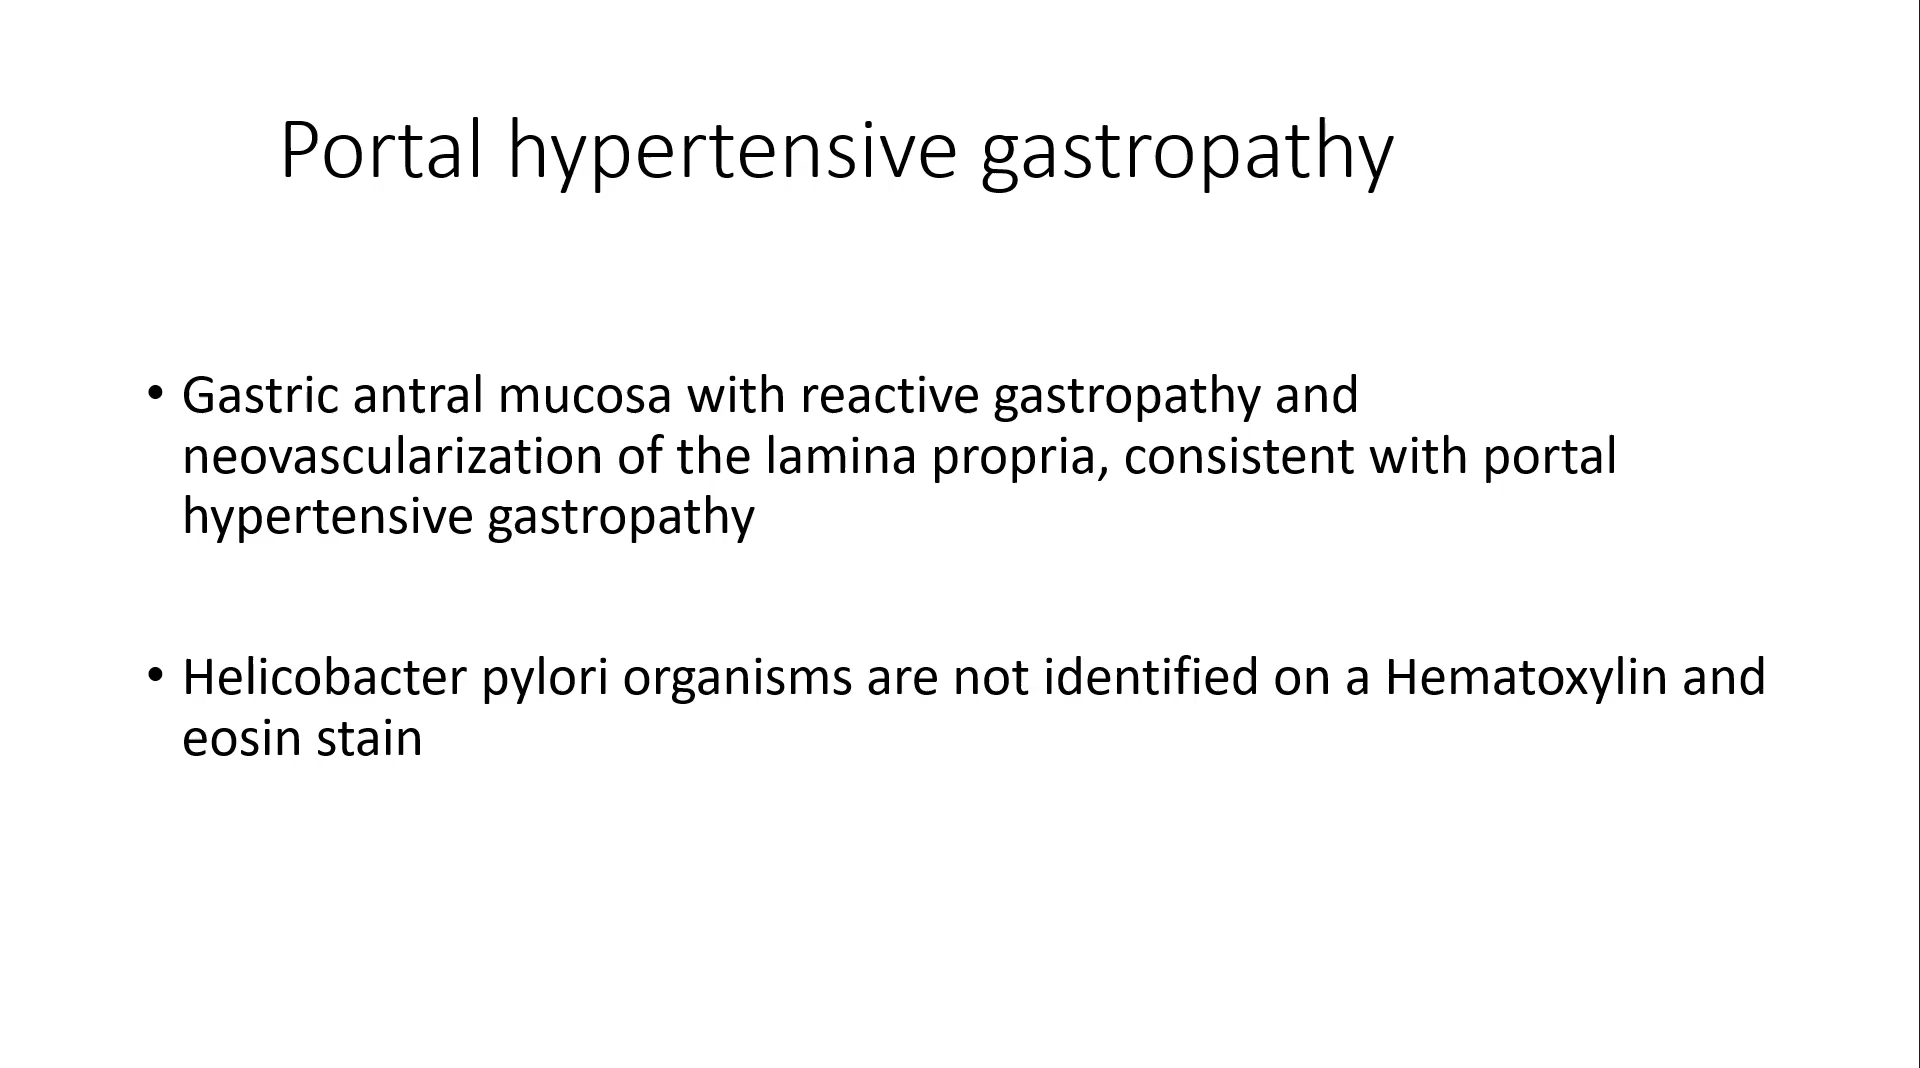 Portal hypertensive gastropathy
• Gastric antral mucosa with reactive gastropathy and
neovascularization of the lamina propria, consistent with portal
hypertensive gastropathy
• Helicobacter pylori organisms are not identified on a Hematoxylin and
eosin stain